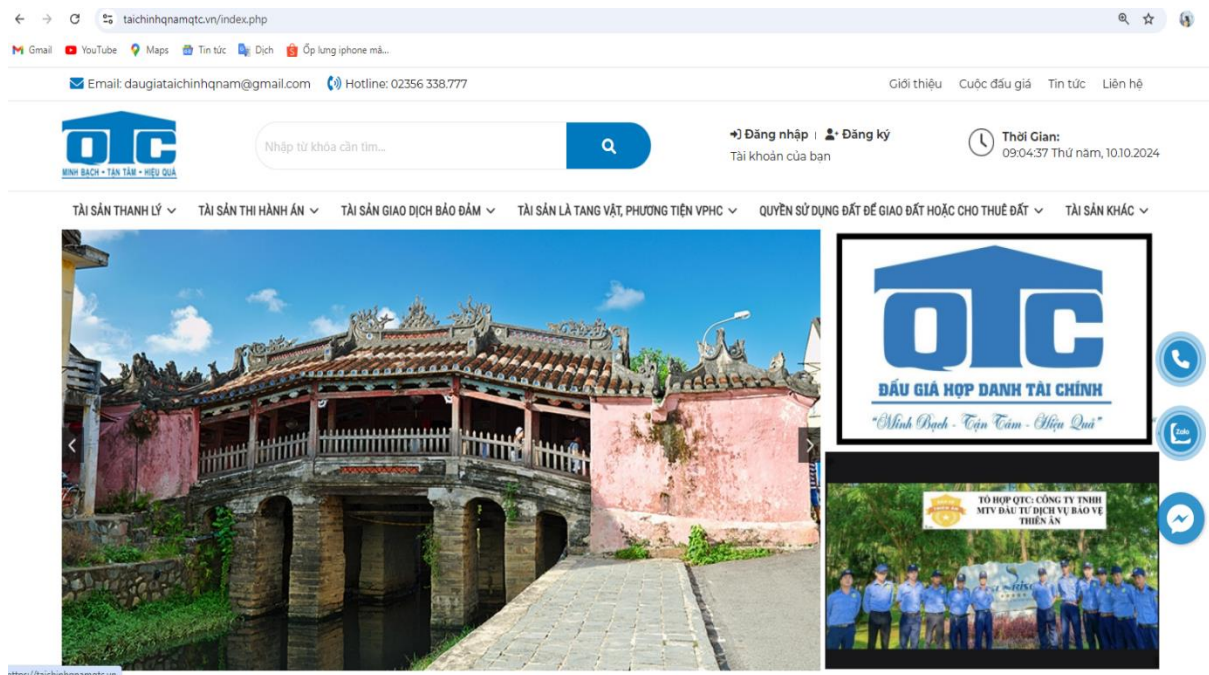 taichinhqnamqtc.vn/index.php
Gmail YouTube Maps Tin tức Dịch Ốp lưng iphone mà...
Email: daugiataichinhqnam@gmail.com Hotline: 02356 338.777 Giới thiệu Cuộc đấu giá Tin tức Liên hệ
QTC
MINH BẠCH - TẬN TÂM - HIỆU QUẢ
Nhập từ khóa cần tìm...
Đăng nhập | Đăng ký
Tài khoản của bạn
Thời Gian:
09:04:37 Thứ năm, 10.10.2024
TÀI SẢN THANH LÝ TÀI SẢN THI HÀNH ÁN TÀI SẢN GIAO DỊCH BẢO ĐẢM TÀI SẢN LÀ TANG VẬT, PHƯƠNG TIỆN VPHC QUYỀN SỬ DỤNG ĐẤT ĐỂ GIAO ĐẤT HOẶC CHO THUÊ ĐẤT TÀI SẢN KHÁC
QTC
ĐẤU GIÁ HỢP DANH TÀI CHÍNH
"Minh Bạch - Tận Tâm - Hiệu Quả"
Zalo
TỔ HỢP QTC: CÔNG TY TNHH
MTV ĐẦU TƯ DỊCH VỤ BẢO VỆ
THIÊN ÂN